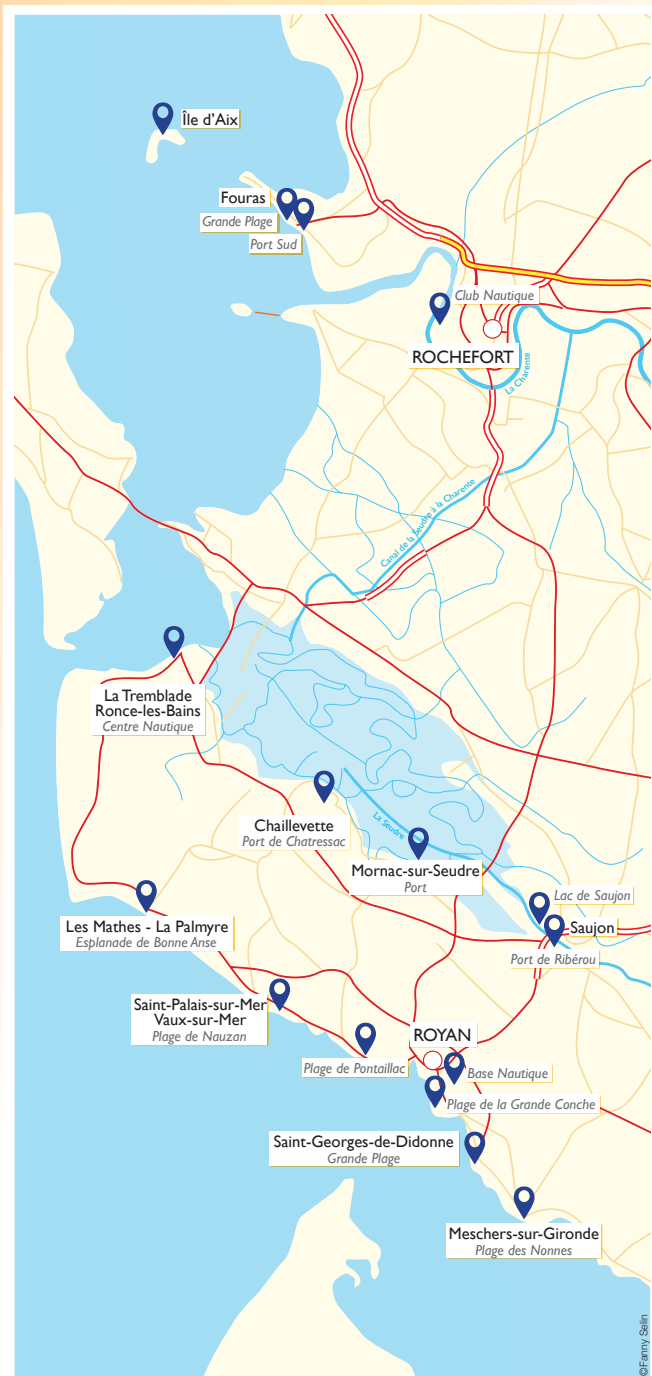 Île d'Aix
Fouras
Grande Plage
Port Sud
Club Nautique
ROCHEFORT
La Charente
Canal de la Seudre à la Charente
La Tremblade
Ronce-les-Bains
Centre Nautique
Chaillevette
Port de Chatressac
La Seudre
Mornac-sur-Seudre
Port
Lac de Saujon
Saujon
Port de Ribérou
Les Mathes - La Palmyre
Esplanade de Bonne Anse
Saint-Palais-sur-Mer
Vaux-sur-Mer
Plage de Nauzan
ROYAN
Plage de Pontaillac
Base Nautique
Plage de la Grande Conche
Saint-Georges-de-Didonne
Grande Plage
Meschers-sur-Gironde
Plage des Nonnes
©Fanny Selin